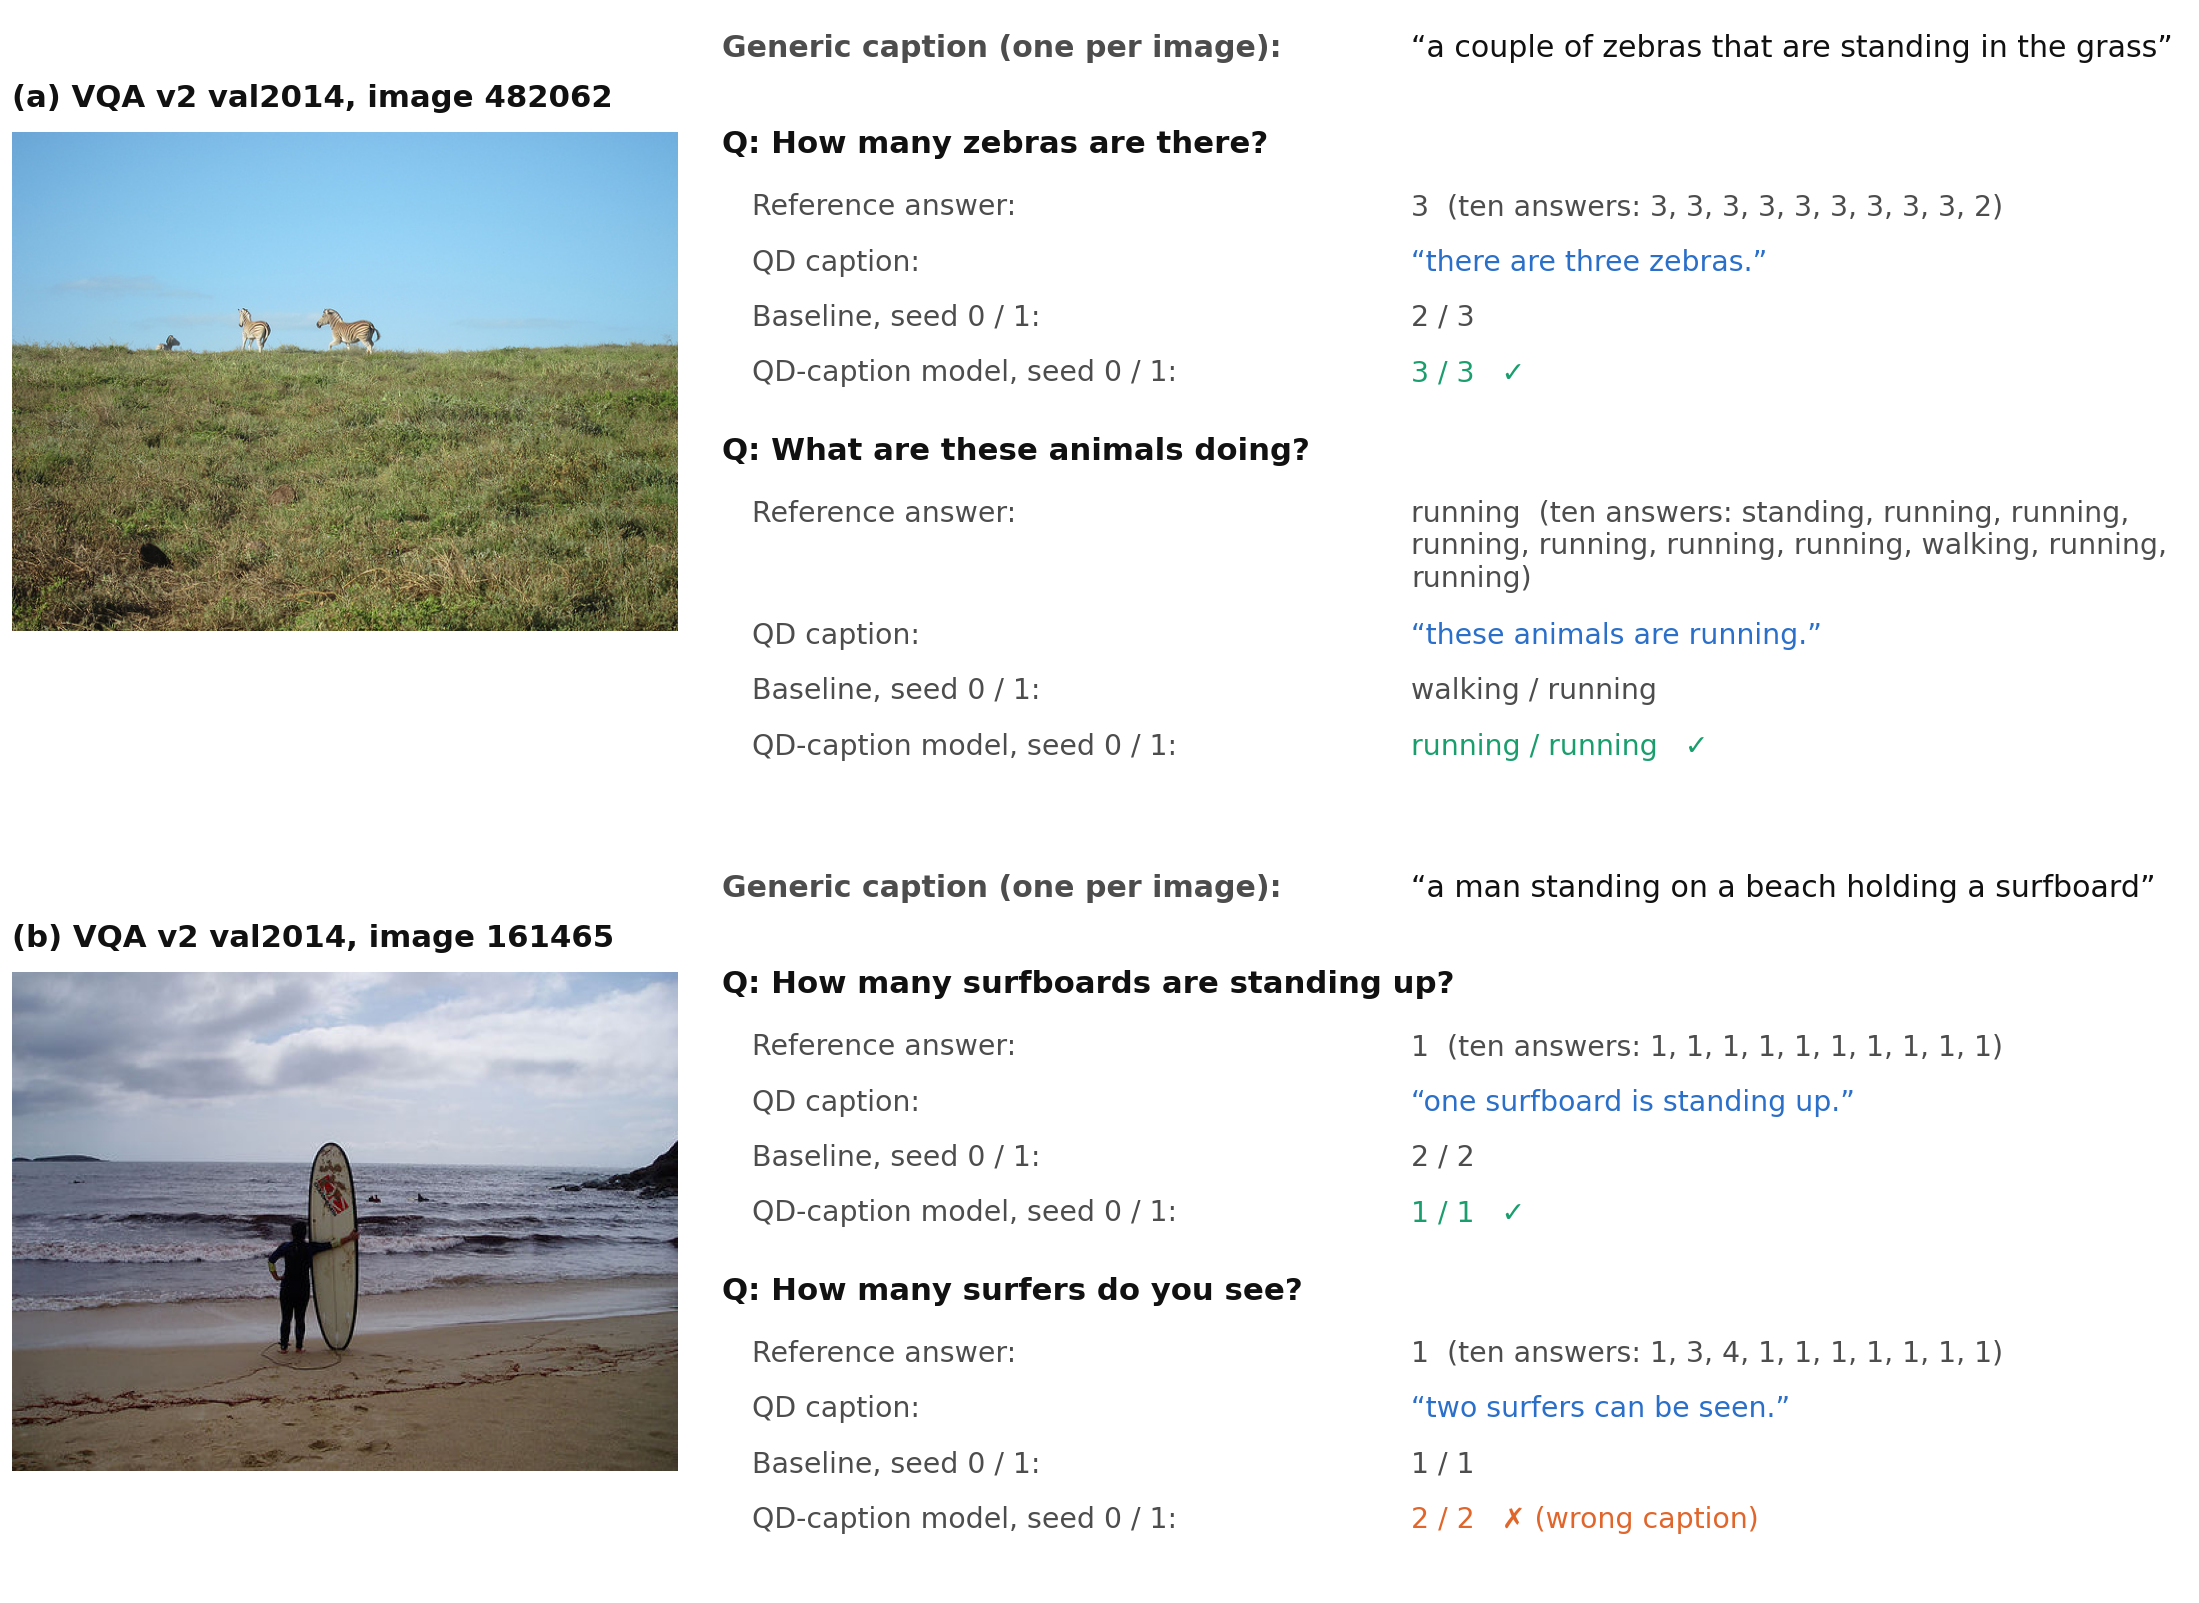 Generic caption (one per image): “a couple of zebras that are standing in the grass”
(a) VQA v2 val2014, image 482062
Q: How many zebras are there?
Reference answer: 3 (ten answers: 3, 3, 3, 3, 3, 3, 3, 3, 3, 2)
QD caption: “there are three zebras.”
Baseline, seed 0 / 1: 2 / 3
QD-caption model, seed 0 / 1: 3 / 3 ✓
Q: What are these animals doing?
Reference answer: running (ten answers: standing, running, running,
running, running, running, running, walking, running,
running)
QD caption: “these animals are running.”
Baseline, seed 0 / 1: walking / running
QD-caption model, seed 0 / 1: running / running ✓
Generic caption (one per image): “a man standing on a beach holding a surfboard”
(b) VQA v2 val2014, image 161465
Q: How many surfboards are standing up?
Reference answer: 1 (ten answers: 1, 1, 1, 1, 1, 1, 1, 1, 1, 1)
QD caption: “one surfboard is standing up.”
Baseline, seed 0 / 1: 2 / 2
QD-caption model, seed 0 / 1: 1 / 1 ✓
Q: How many surfers do you see?
Reference answer: 1 (ten answers: 1, 3, 4, 1, 1, 1, 1, 1, 1, 1)
QD caption: “two surfers can be seen.”
Baseline, seed 0 / 1: 1 / 1
QD-caption model, seed 0 / 1: 2 / 2 ✗ (wrong caption)